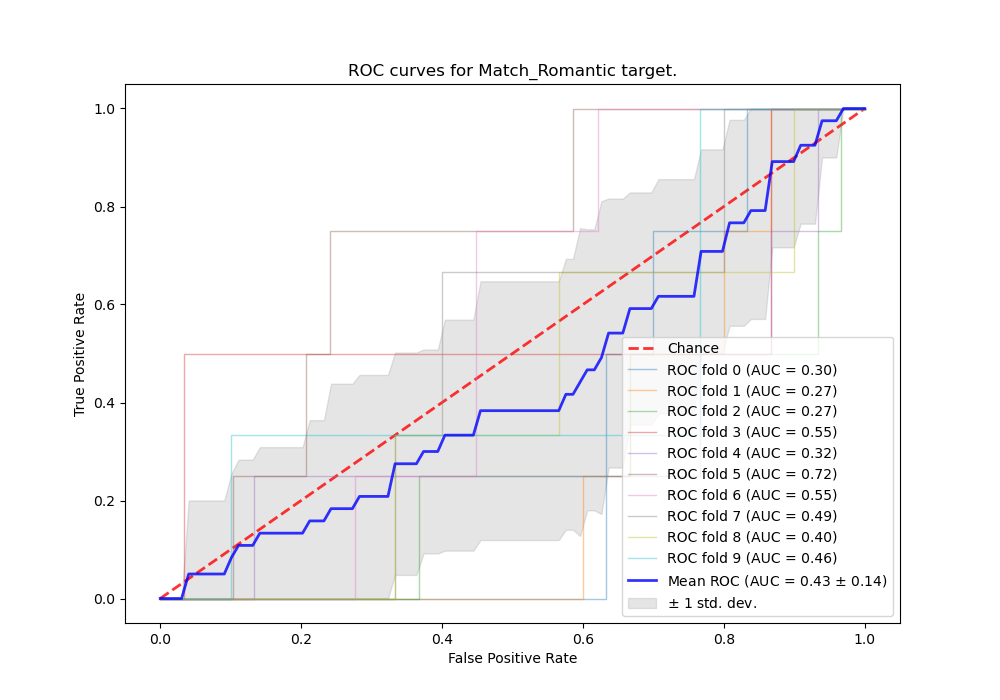 ROC curves for Match_Romantic target.
True Positive Rate
1.0
0.8
0.6
0.4
0.2
0.0
0.0 0.2 0.4 0.6 0.8 1.0
False Positive Rate
Chance
ROC fold 0 (AUC = 0.30)
ROC fold 1 (AUC = 0.27)
ROC fold 2 (AUC = 0.27)
ROC fold 3 (AUC = 0.55)
ROC fold 4 (AUC = 0.32)
ROC fold 5 (AUC = 0.72)
ROC fold 6 (AUC = 0.55)
ROC fold 7 (AUC = 0.49)
ROC fold 8 (AUC = 0.40)
ROC fold 9 (AUC = 0.46)
Mean ROC (AUC = 0.43 ± 0.14)
± 1 std. dev.